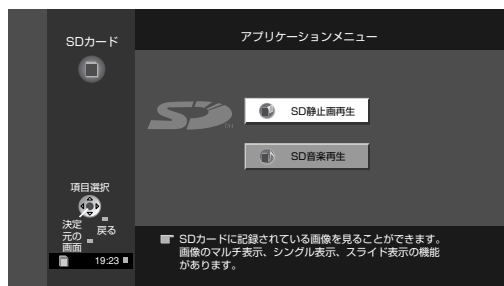 SDカード
アプリケーションメニュー
SD
SD静止画再生
SD音楽再生
項目選択
決定
戻る
元の
画面
19:23
SDカードに記録されている画像を見ることができます。
画像のマルチ表示、シングル表示、スライド表示の機能
があります。